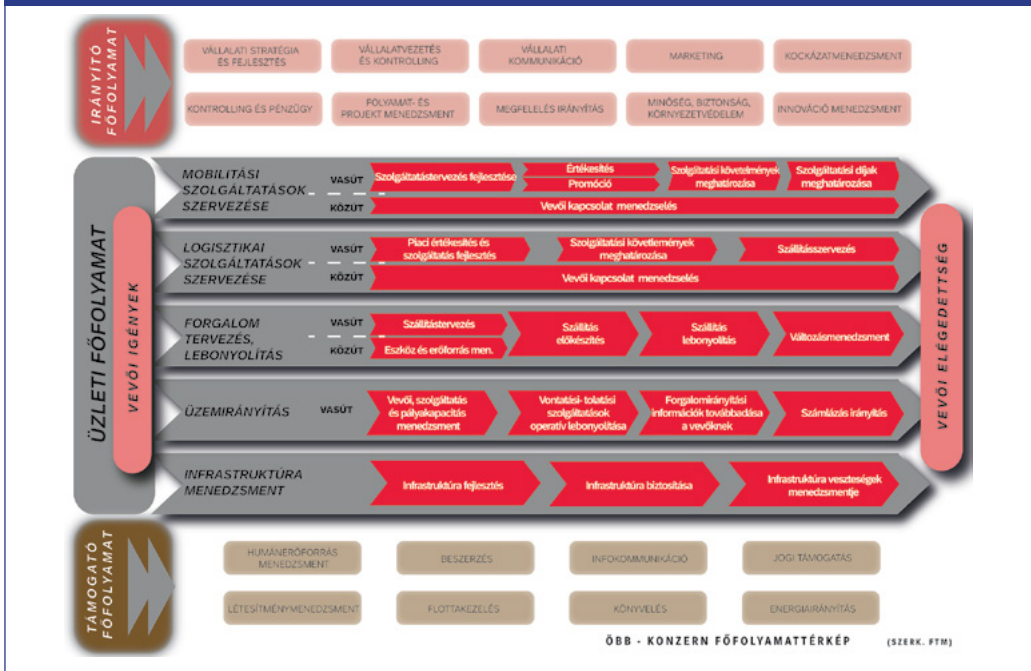 IRÁNYÍTÓ
FŐFOLYAMAT
VÁLLALATI STRATÉGIA
ÉS FEJLESZTÉS
VÁLLALATVEZETÉS
ÉS KONTROLLING
VÁLLALATI
KOMMUNIKÁCIÓ
MARKETING
KOCKÁZATMENEDZSMENT
KONTROLLING ÉS PÉNZÜGY
FOLYAMAT- ÉS
PROJEKT MENEDZSMENT
MEGFELELÉS IRÁNYÍTÁS
MINŐSÉG, BIZTONSÁG,
KÖRNYEZETVÉDELEM
INNOVÁCIÓ MENEDZSMENT
ÜZLETI FŐFOLYAMAT
VEVŐI IGÉNYEK
MOBILITÁSI
SZOLGÁLTATÁSOK
SZERVEZÉSE
VASÚT
KÖZÚT
Szolgáltatástervezés fejlesztése
Értékesítés
Promóció
Szolgáltatási követelmények
meghatározása
Szolgáltatási díjak
meghatározása
Vevői kapcsolat menedzselés
LOGISZTIKAI
SZOLGÁLTATÁSOK
SZERVEZÉSE
VASÚT
KÖZÚT
Piaci értékesítés és
szolgáltatás fejlesztés
Szolgáltatási követlemények
meghatározása
Szállításszervezés
Vevői kapcsolat menedzselés
FORGALOM
TERVEZÉS,
LEBONYOLÍTÁS
VASÚT
KÖZÚT
Szállítástervezés
Eszköz és erőforrás men.
Szállítás
előkészítés
Szállítás
lebonyolítás
Változásmenedzsment
ÜZEMIRÁNYÍTÁS
VASÚT
Vevői, szolgáltatás
és pályakapacitás
menedzsment
Vontatási- tolatási
szolgáltatások
operatív lebonyolítása
Forgalomirányítási
információk továbbadása
a vevőknek
Számlázás irányítás
INFRASTRUKTÚRA
MENEDZSMENT
Infrastruktúra fejlesztés
Infrastruktúra biztosítása
Infrastruktúra veszteségek
menedzsmentje
VEVŐI ELÉGEDETTSÉG
TÁMOGATÓ
FŐFOLYAMAT
HUMÁNERŐFORRÁS
MENEDZSMENT
BESZERZÉS
INFOKOMMUNIKÁCIÓ
JOGI TÁMOGATÁS
LÉTESÍTMÉNYMENEDZSMENT
FLOTTAKEZELÉS
KÖNYVELÉS
ENERGIAIRÁNYÍTÁS
ÖBB - KONZERN FŐFOLYAMATTÉRKÉP (SZERK. FTM)